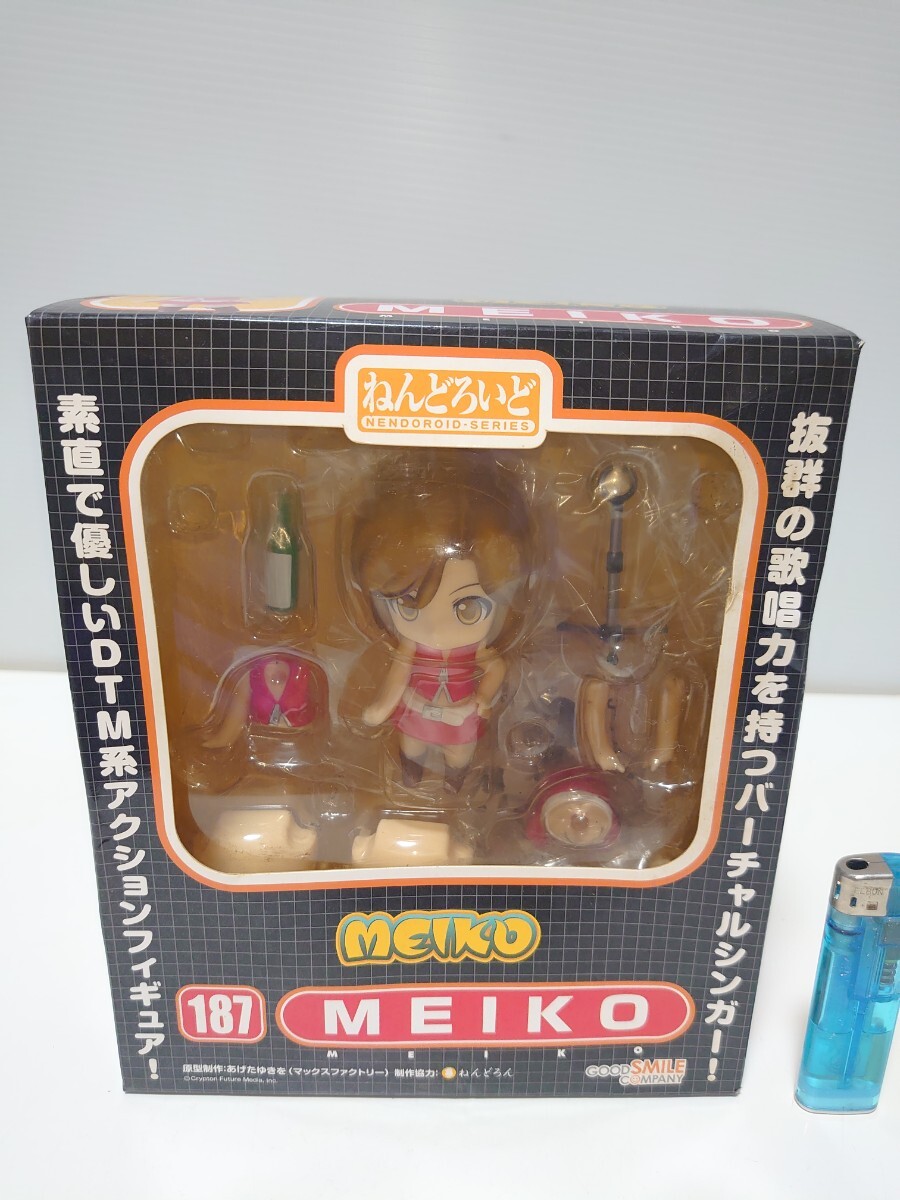 MEIKO
M E I K O
ねんどろいど
NENDOROID-SERIES
抜群の歌唱力を持つバーチャルシンガー!
素直で優しいDTM系アクションフィギュア!
MEIKO
187
MEIKO
M E I K O
原型制作:あげたゆきを(マックスファクトリー) 制作協力: ねんどろん
©Crypton Future Media, Inc.
GOOD SMILE
COMPANY